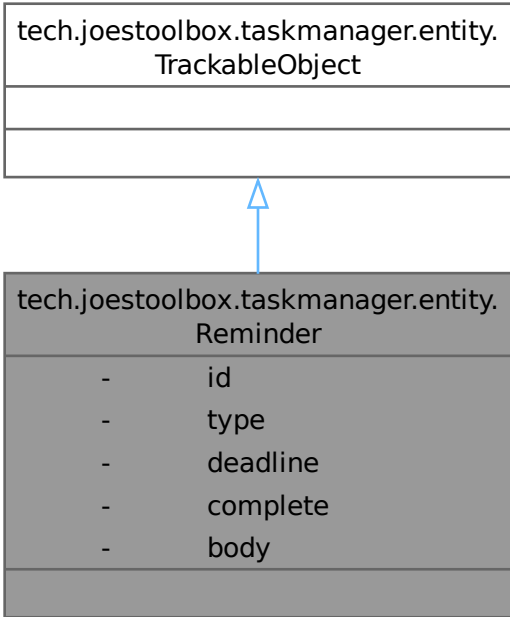 tech.joestoolbox.taskmanager.entity.
TrackableObject
tech.joestoolbox.taskmanager.entity.
Reminder
- id
- type
- deadline
- complete
- body